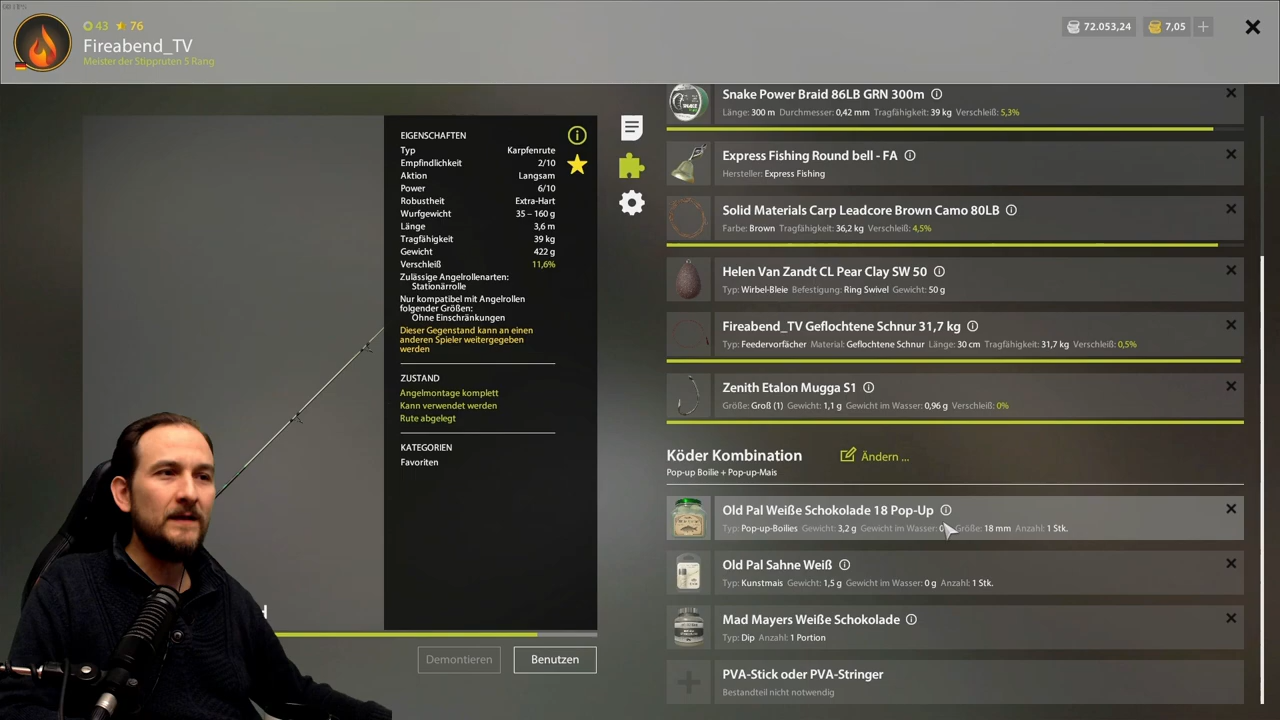 43 76
Fireabend_TV
Meister der Stippruten 5 Rang
72.053,24
7,05
EIGENSCHAFTEN
Typ Karpfenrute
Empfindlichkeit 2/10
Aktion Langsam
Power 6/10
Robustheit Extra-Hart
Wurfgewicht 35 – 160 g
Länge 3,6 m
Tragfähigkeit 39 kg
Gewicht 422 g
Verschleiß 11,6%
Zulässige Angelrollenarten:
Stationärrolle
Nur kompatibel mit Angelrollen
folgender Größen:
Ohne Einschränkungen
Dieser Gegenstand kann an einen
anderen Spieler weitergegeben
werden
ZUSTAND
Angelmontage komplett
Kann verwendet werden
Rute abgelegt
KATEGORIEN
Favoriten
Demontieren
Benutzen
Snake Power Braid 86LB GRN 300m
Länge: 300 m Durchmesser: 0,42 mm Tragfähigkeit: 39 kg Verschleiß: 5,3%
Express Fishing Round bell - FA
Hersteller: Express Fishing
Solid Materials Carp Leadcore Brown Camo 80LB
Farbe: Brown Tragfähigkeit: 36,2 kg Verschleiß: 4,5%
Helen Van Zandt CL Pear Clay SW 50
Typ: Wirbel-Bleie Befestigung: Ring Swivel Gewicht: 50 g
Fireabend_TV Geflochtene Schnur 31,7 kg
Typ: Feedervorfächer Material: Geflochtene Schnur Länge: 30 cm Tragfähigkeit: 31,7 kg Verschleiß: 0,5%
Zenith Etalon Mugga S1
Größe: Groß (1) Gewicht: 1,1 g Gewicht im Wasser: 0,96 g Verschleiß: 0%
Köder Kombination Ändern ...
Pop-up Boilie + Pop-up-Mais
Old Pal Weiße Schokolade 18 Pop-Up
Typ: Pop-up-Boilies Gewicht: 3,2 g Gewicht im Wasser: Größe: 18 mm Anzahl: 1 Stk.
Old Pal Sahne Weiß
Typ: Kunstmais Gewicht: 1,5 g Gewicht im Wasser: 0 g Anzahl: 1 Stk.
Mad Mayers Weiße Schokolade
Typ: Dip Anzahl: 1 Portion
PVA-Stick oder PVA-Stringer
Bestandteil nicht notwendig